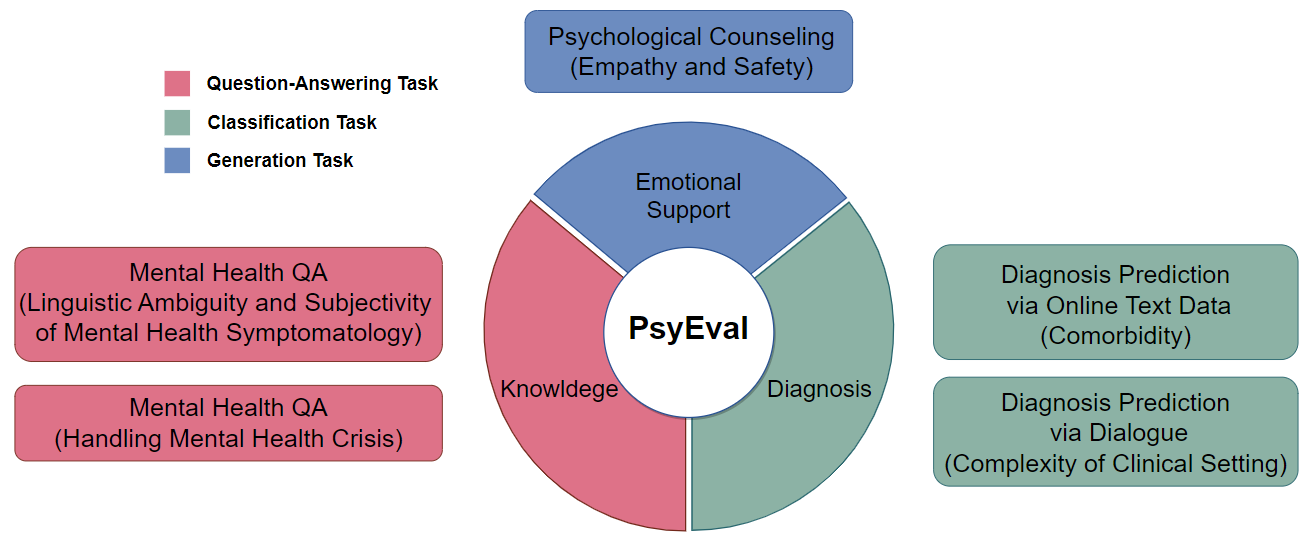 Psychological Counseling
(Empathy and Safety)
Question-Answering Task
Classification Task
Generation Task
Emotional
Support
Mental Health QA
(Linguistic Ambiguity and Subjectivity
of Mental Health Symptomatology)
Mental Health QA
(Handling Mental Health Crisis)
PsyEval
Knowldege
Diagnosis
Diagnosis Prediction
via Online Text Data
(Comorbidity)
Diagnosis Prediction
via Dialogue
(Complexity of Clinical Setting)